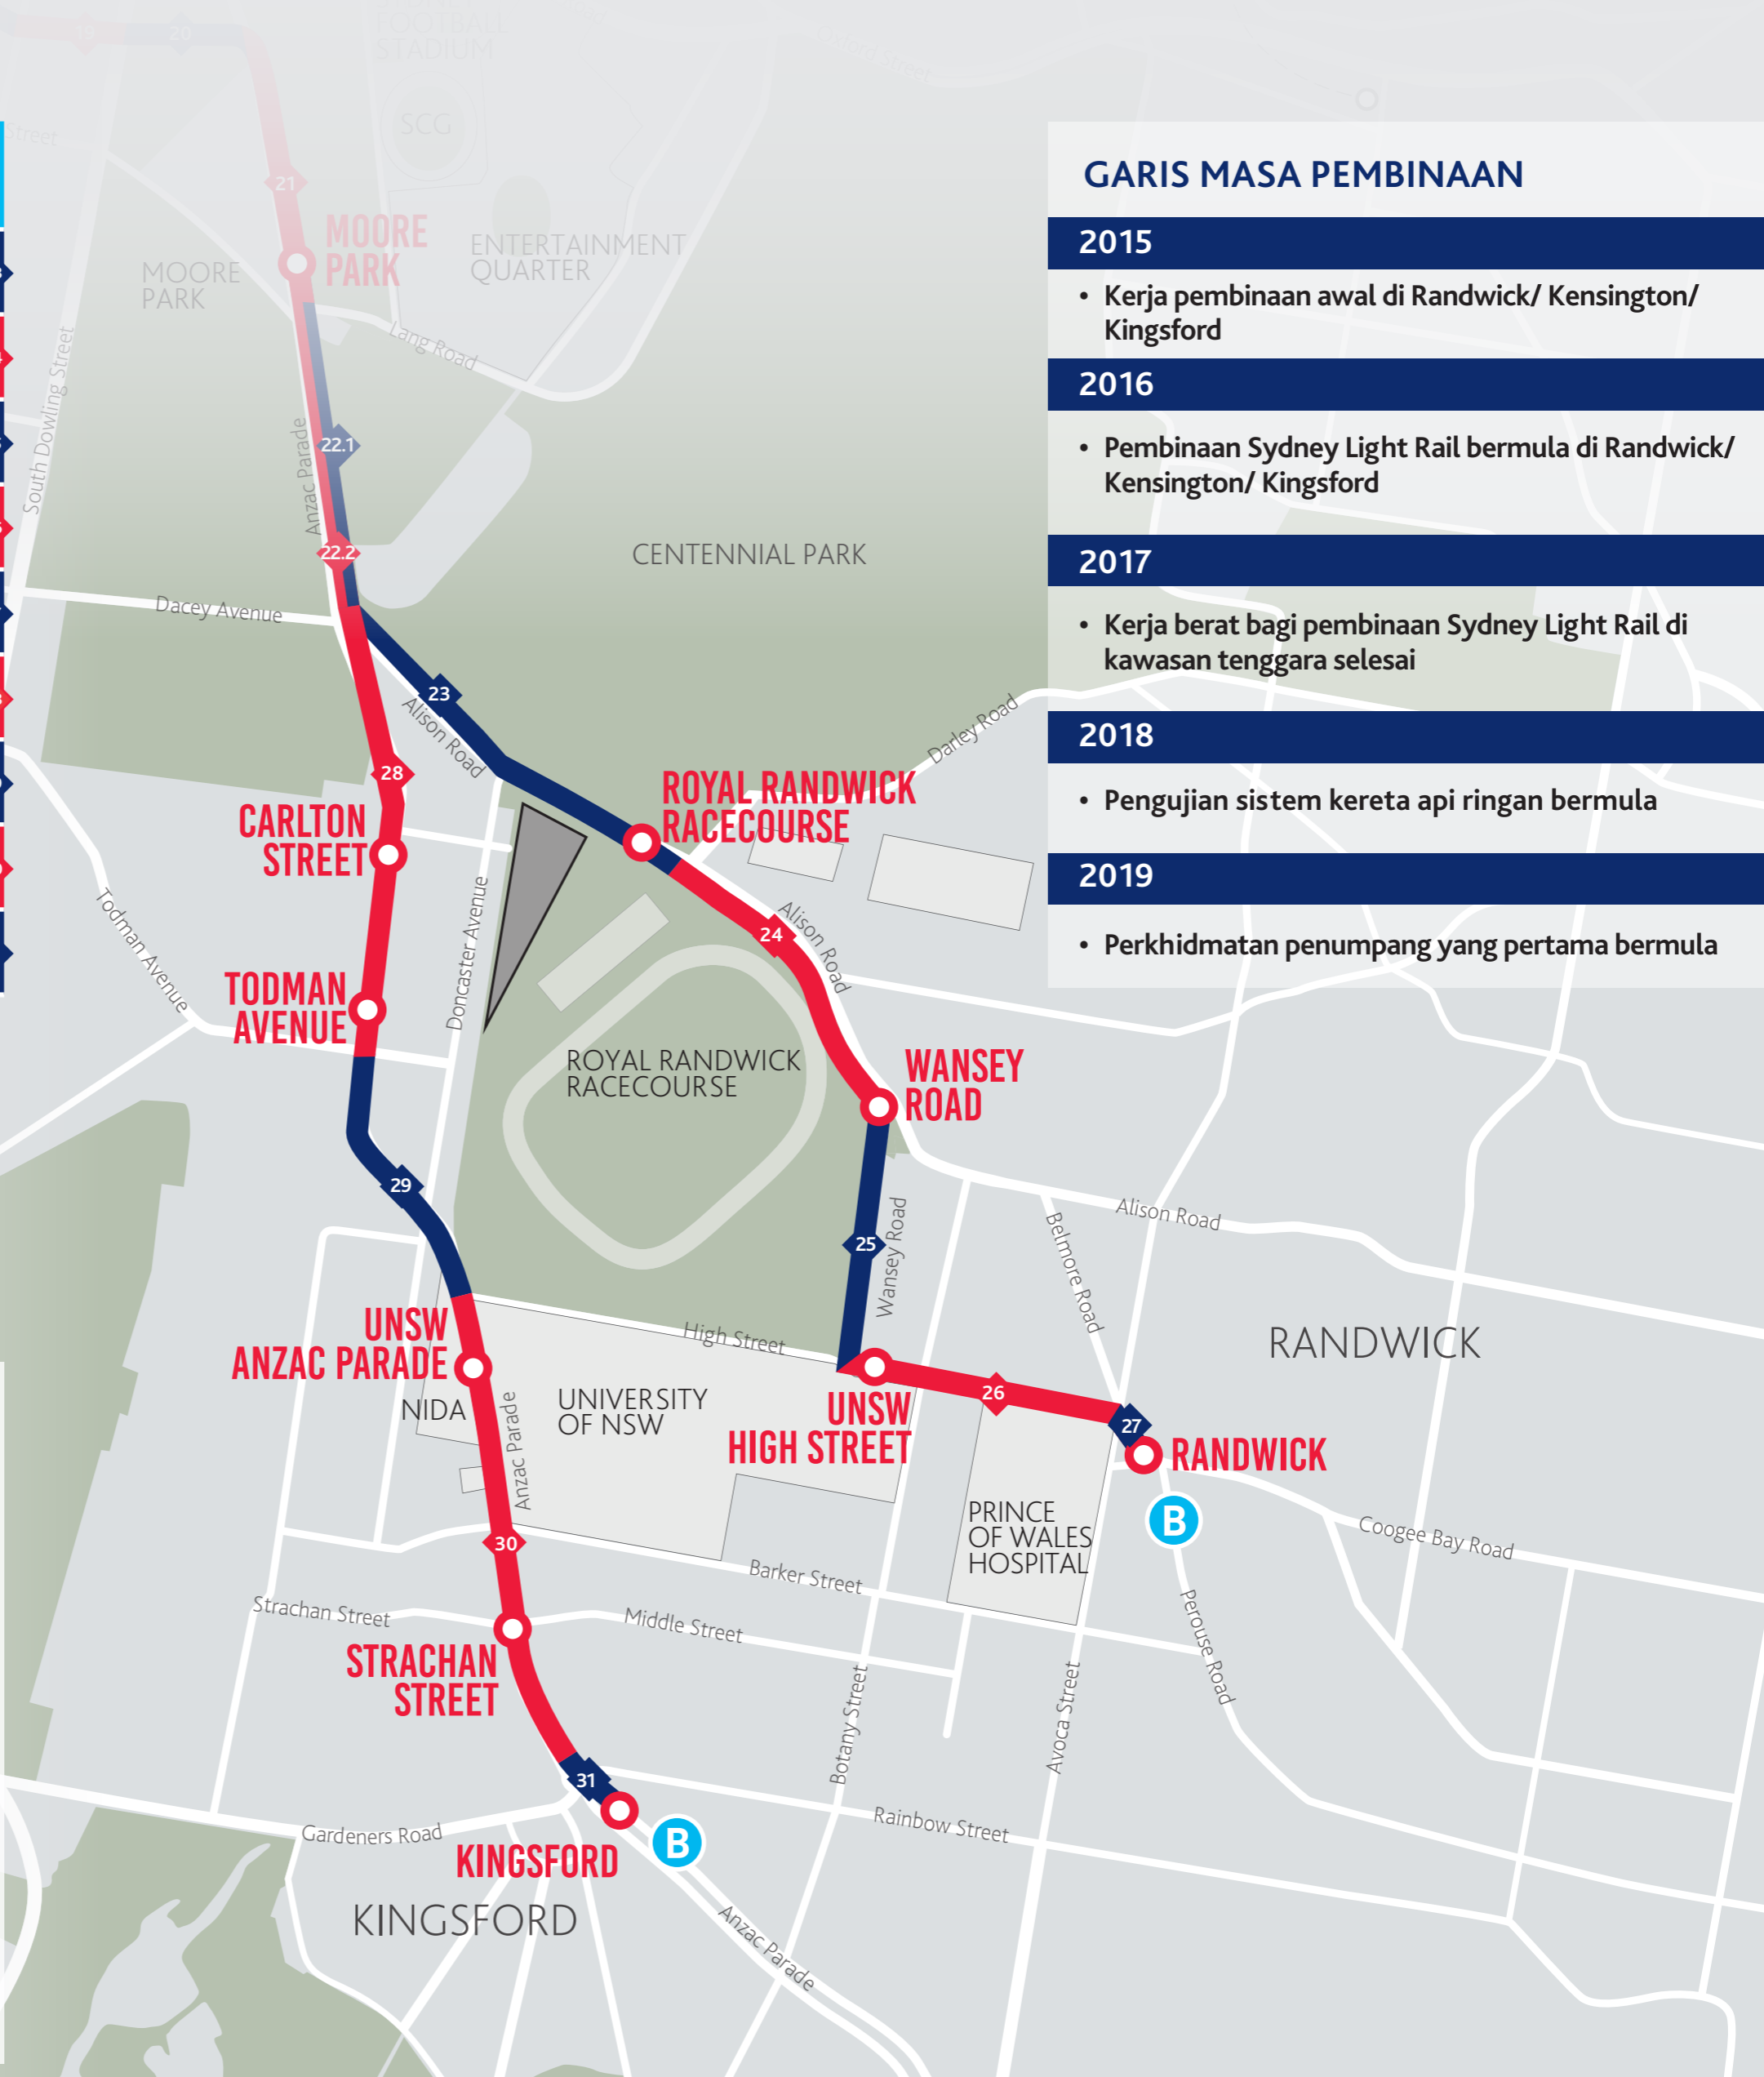 19
20
FOOTBALL
STADIUM
Oxford Street
SCG
Street
21
MOORE
PARK
ENTERTAINMENT
QUARTER
MOORE
PARK
Lang Road
South Dowling Street
Anzac Parade
22.1
22.2
CENTENNIAL PARK
Dacey Avenue
23
Alison Road
Darley Road
28
CARLTON
STREET
ROYAL RANDWICK
RACECOURSE
24
Alison Road
Todman Avenue
Doncaster Avenue
TODMAN
AVENUE
ROYAL RANDWICK
RACECOURSE
WANSEY
ROAD
29
25
Wansey Road
Belmore Road
Alison Road
UNSW
ANZAC PARADE
High Street
RANDWICK
NIDA
Anzac Parade
UNIVERSITY
OF NSW
UNSW
HIGH STREET
26
27
RANDWICK
B
PRINCE
OF WALES
HOSPITAL
Coogee Bay Road
30
Barker Street
Strachan Street
Middle Street
Perouse Road
STRACHAN
STREET
Botany Street
Avoca Street
31
Gardeners Road
Rainbow Street
KINGSFORD
B
KINGSFORD
Anzac Parade
GARIS MASA PEMBINAAN
2015
• Kerja pembinaan awal di Randwick/ Kensington/
Kingsford
2016
• Pembinaan Sydney Light Rail bermula di Randwick/
Kensington/ Kingsford
2017
• Kerja berat bagi pembinaan Sydney Light Rail di
kawasan tenggara selesai
2018
• Pengujian sistem kereta api ringan bermula
2019
• Perkhidmatan penumpang yang pertama bermula